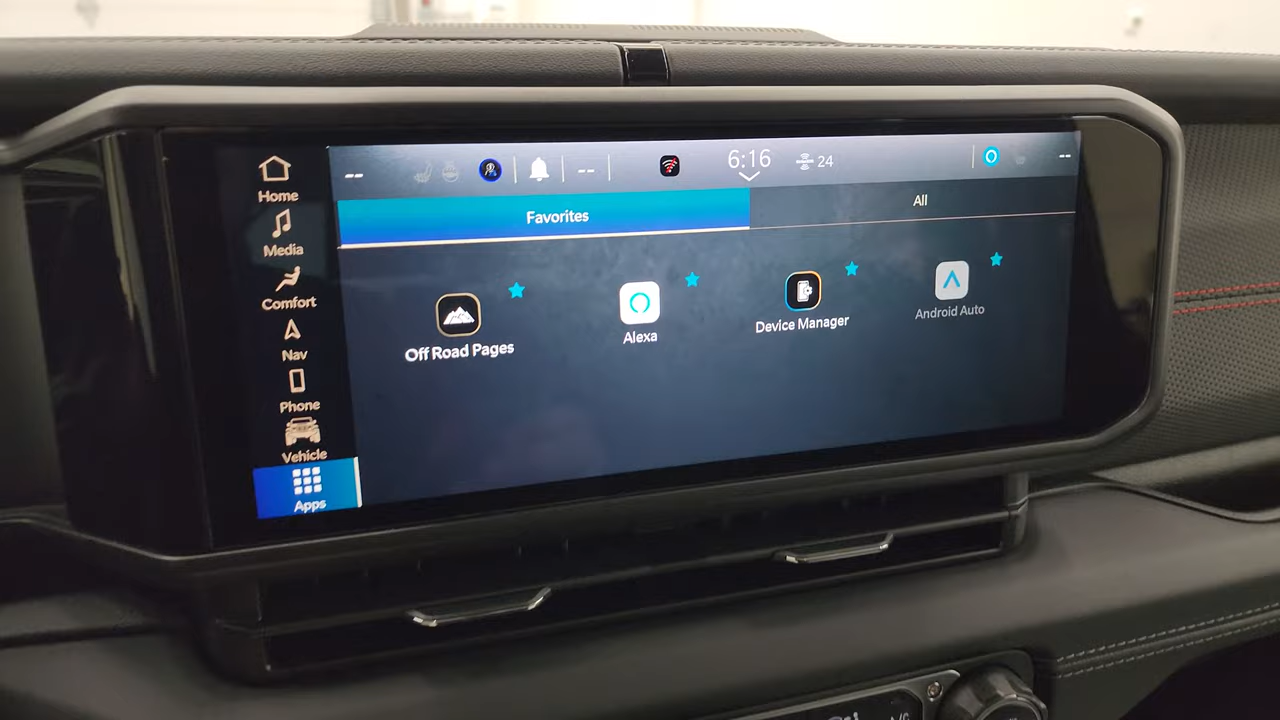 Home
Media
Comfort
Nav
Phone
Vehicle
Apps
--
--
6:16
24
--
Favorites
All
Off Road Pages
Alexa
Device Manager
Android Auto
A/C